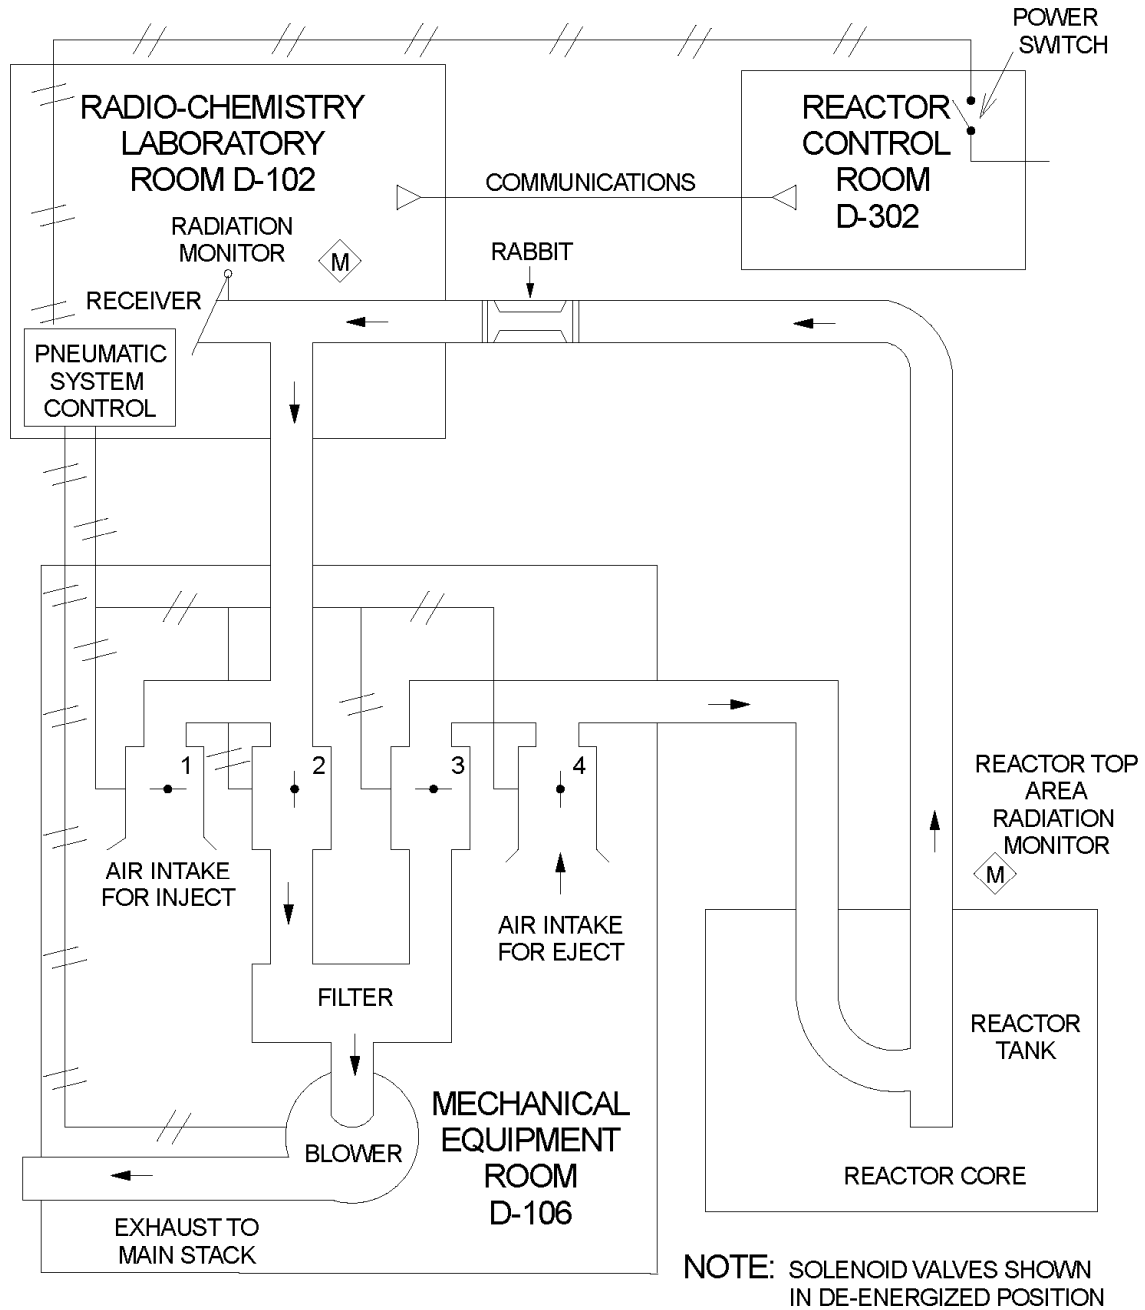 POWER
SWITCH
RADIO-CHEMISTRY
LABORATORY
ROOM D-102
REACTOR
CONTROL
ROOM
D-302
COMMUNICATIONS
RADIATION
MONITOR
M
RABBIT
RECEIVER
PNEUMATIC
SYSTEM
CONTROL
1
2
3
4
AIR INTAKE
FOR INJECT
AIR INTAKE
FOR EJECT
REACTOR TOP
AREA
RADIATION
MONITOR
M
FILTER
REACTOR
TANK
MECHANICAL
EQUIPMENT
ROOM
D-106
BLOWER
REACTOR CORE
EXHAUST TO
MAIN STACK
NOTE: SOLENOID VALVES SHOWN
IN DE-ENERGIZED POSITION